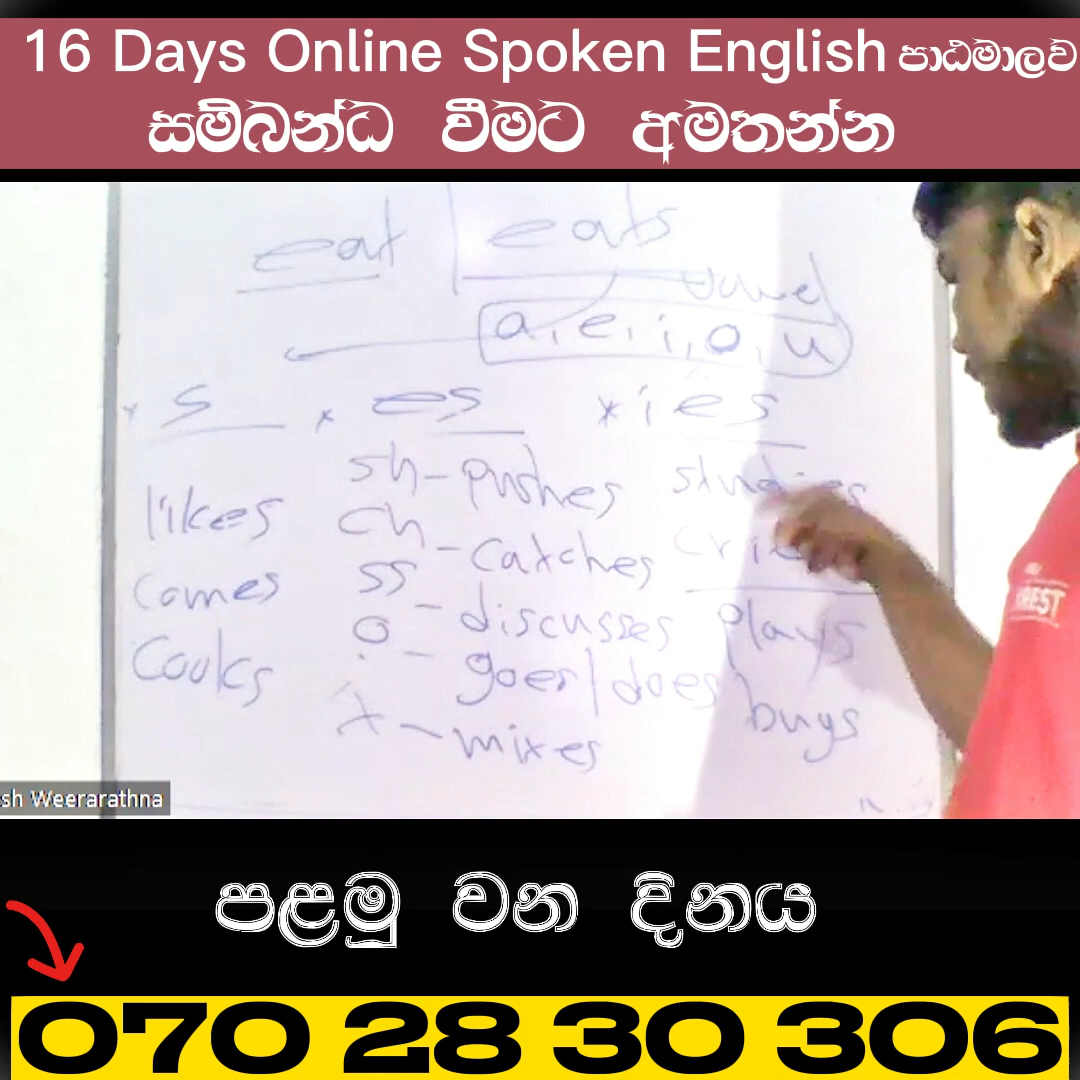 16 Days Online Spoken English පාඨමාලව
සම්බන්ධ වීමට අමතන්න
eat | eats
a, e, i, o, u
x s x es x ies
likes sh - pushes studies
comes ch - catches
cooks ss - discusses plays
o - goes / does buys
x - mixes
REST
sh Weerarathna
පළමු වන දිනය
070 28 30 306